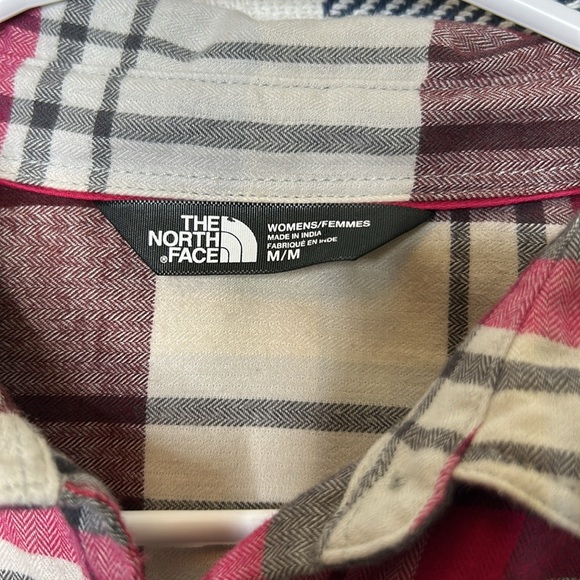 THE
NORTH
®FACE
WOMENS/FEMMES
MADE IN INDIA
FABRIQUÉ EN INDE
M/M